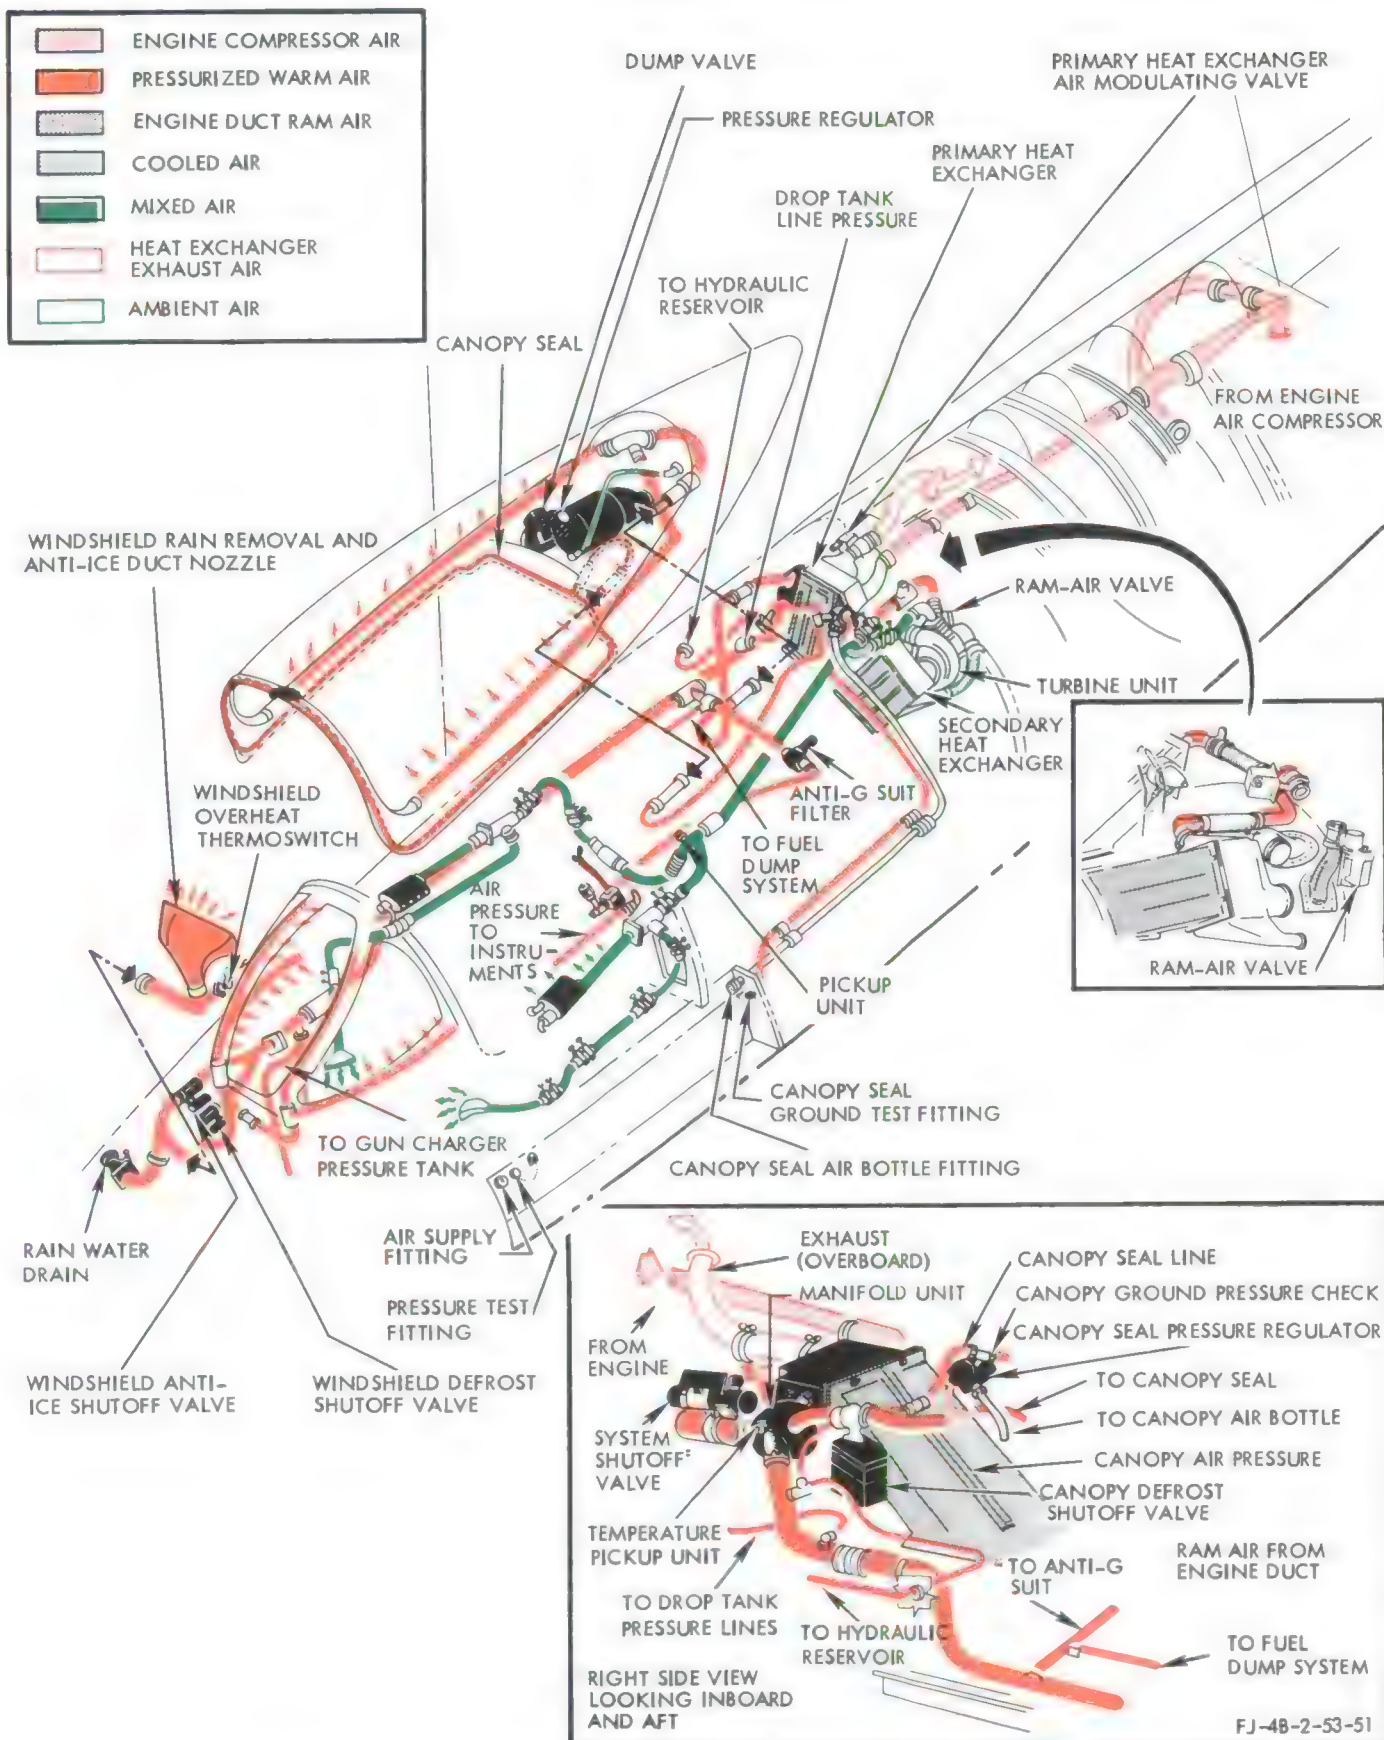 ENGINE COMPRESSOR AIR
PRESSURIZED WARM AIR
ENGINE DUCT RAM AIR
COOLED AIR
MIXED AIR
HEAT EXCHANGER
EXHAUST AIR
AMBIENT AIR
DUMP VALVE
PRESSURE REGULATOR
PRIMARY HEAT EXCHANGER
AIR MODULATING VALVE
PRIMARY HEAT
EXCHANGER
DROP TANK
LINE PRESSURE
TO HYDRAULIC
RESERVOIR
CANOPY SEAL
FROM ENGINE
AIR COMPRESSOR
WINDSHIELD RAIN REMOVAL AND
ANTI-ICE DUCT NOZZLE
RAM-AIR VALVE
TURBINE UNIT
SECONDARY
HEAT
EXCHANGER
WINDSHIELD
OVERHEAT
THERMOSWITCH
ANTI-G SUIT
FILTER
TO FUEL
DUMP
SYSTEM
AIR
PRESSURE
TO
INSTRU-
MENTS
PICKUP
UNIT
RAM-AIR VALVE
CANOPY SEAL
GROUND TEST FITTING
TO GUN CHARGER
PRESSURE TANK
CANOPY SEAL AIR BOTTLE FITTING
RAIN WATER
DRAIN
AIR SUPPLY
FITTING
PRESSURE TEST
FITTING
WINDSHIELD ANTI-
ICE SHUTOFF VALVE
WINDSHIELD DEFROST
SHUTOFF VALVE
EXHAUST
(OVERBOARD)
MANIFOLD UNIT
CANOPY SEAL LINE
CANOPY GROUND PRESSURE CHECK
CANOPY SEAL PRESSURE REGULATOR
FROM
ENGINE
TO CANOPY SEAL
TO CANOPY AIR BOTTLE
SYSTEM
SHUTOFF
VALVE
CANOPY AIR PRESSURE
CANOPY DEFROST
SHUTOFF VALVE
TEMPERATURE
PICKUP UNIT
TO ANTI-G
SUIT
RAM AIR FROM
ENGINE DUCT
TO DROP TANK
PRESSURE LINES
TO HYDRAULIC
RESERVOIR
TO FUEL
DUMP SYSTEM
RIGHT SIDE VIEW
LOOKING INBOARD
AND AFT
FJ-4B-2-53-51